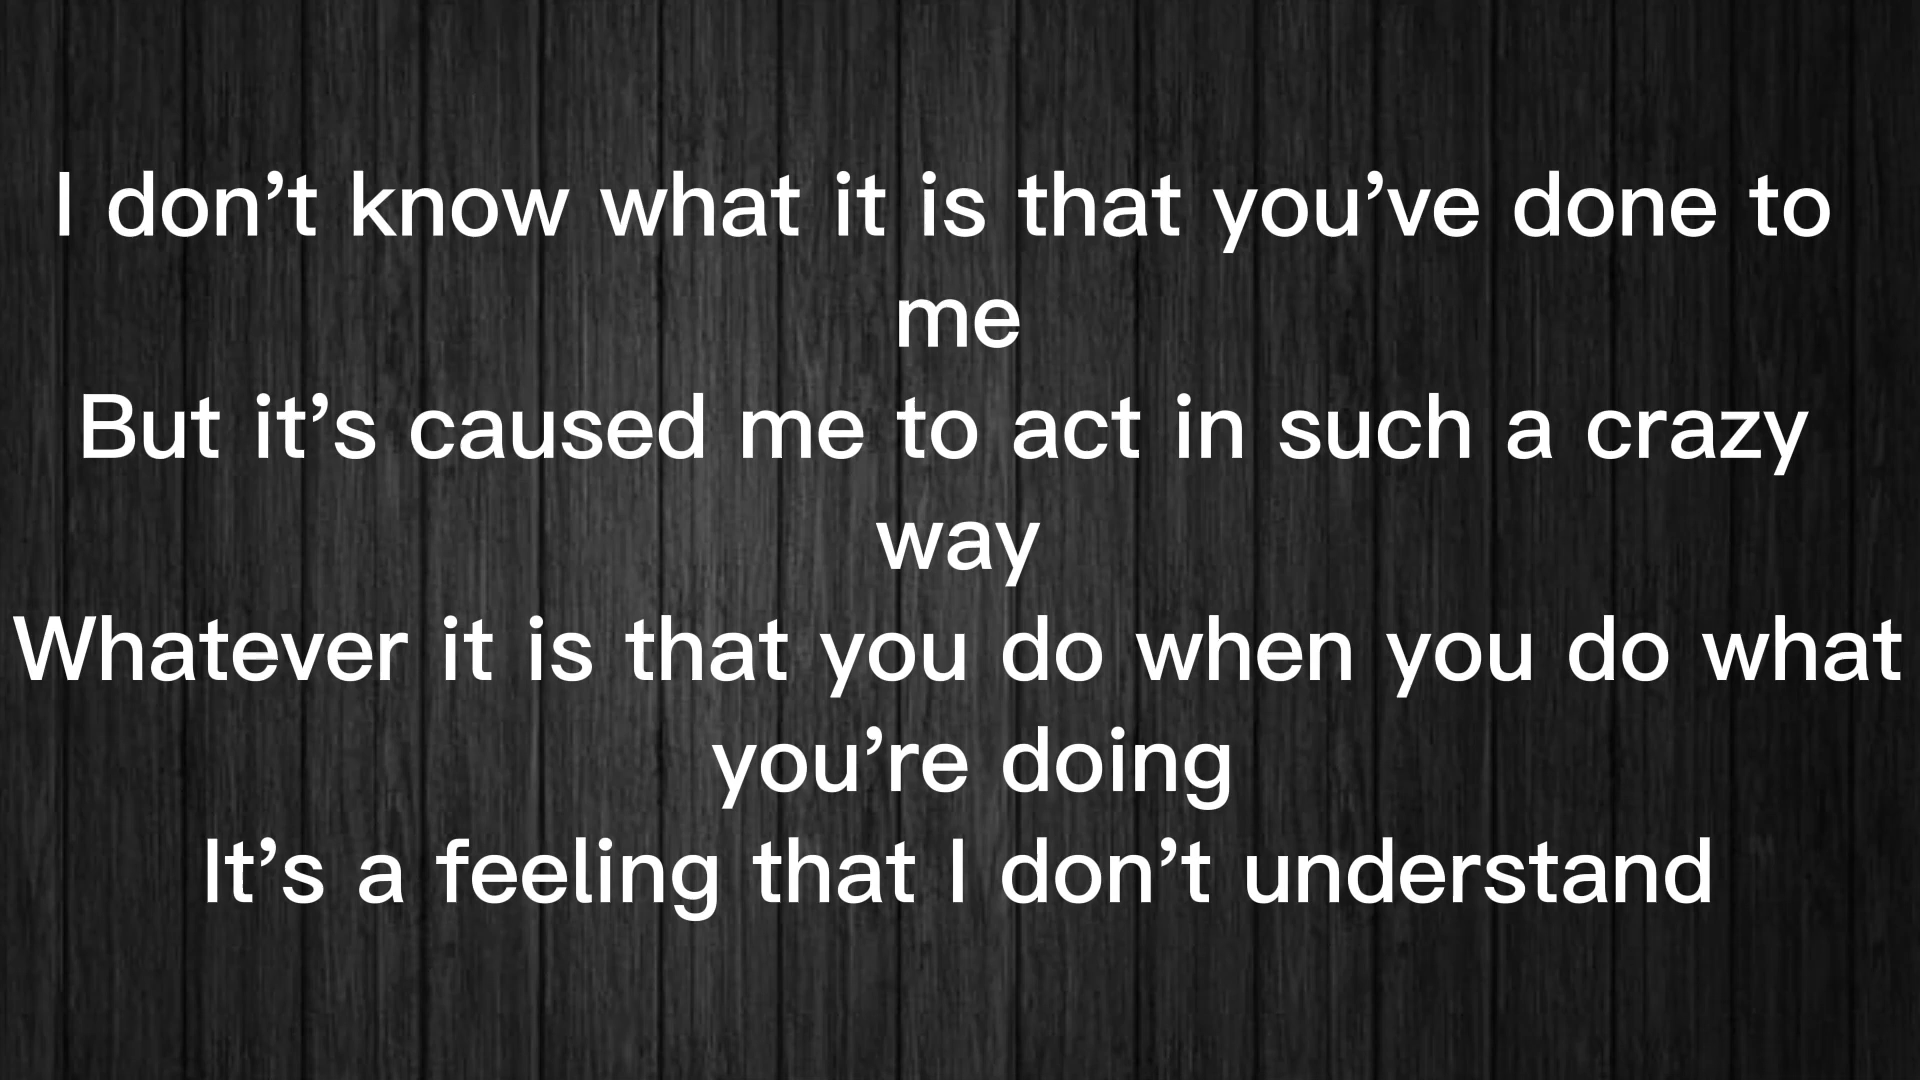 I don’t know what it is that you’ve done to
me
But it’s caused me to act in such a crazy
way
Whatever it is that you do when you do what
you’re doing
It’s a feeling that I don’t understand